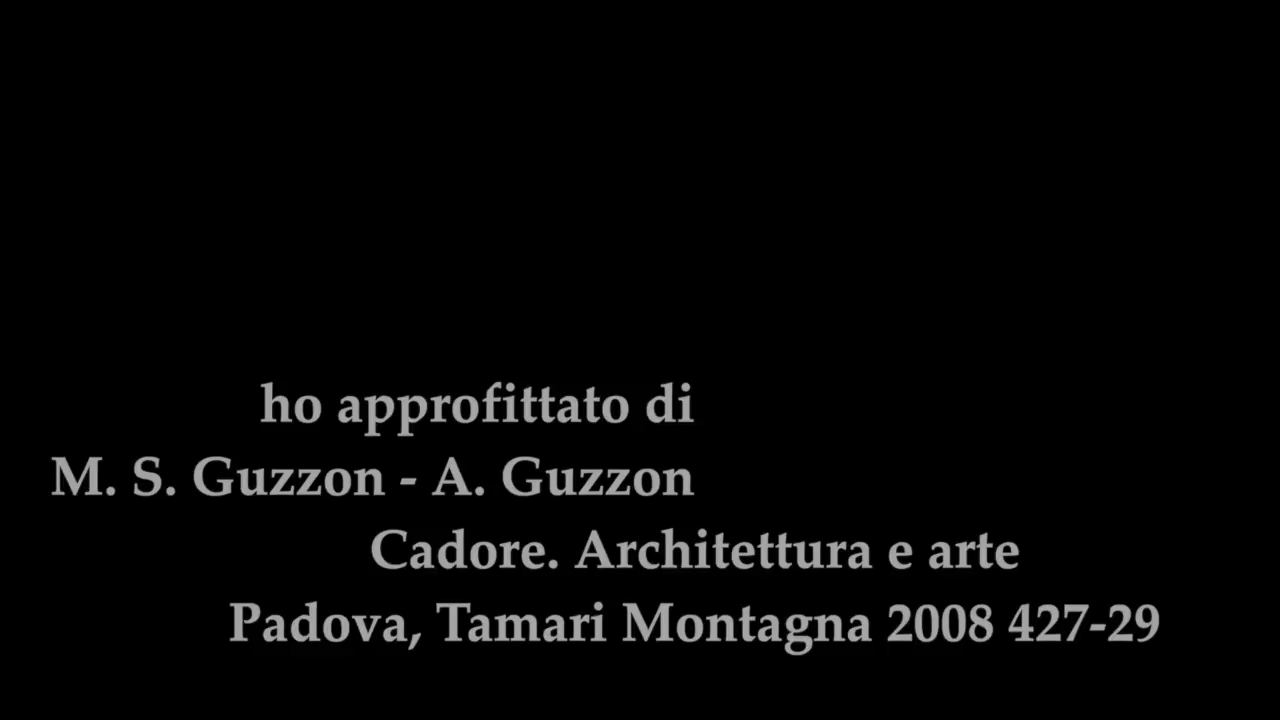 ho approfittato di
M. S. Guzzon - A. Guzzon
Cadore. Architettura e arte
Padova, Tamari Montagna 2008 427-29